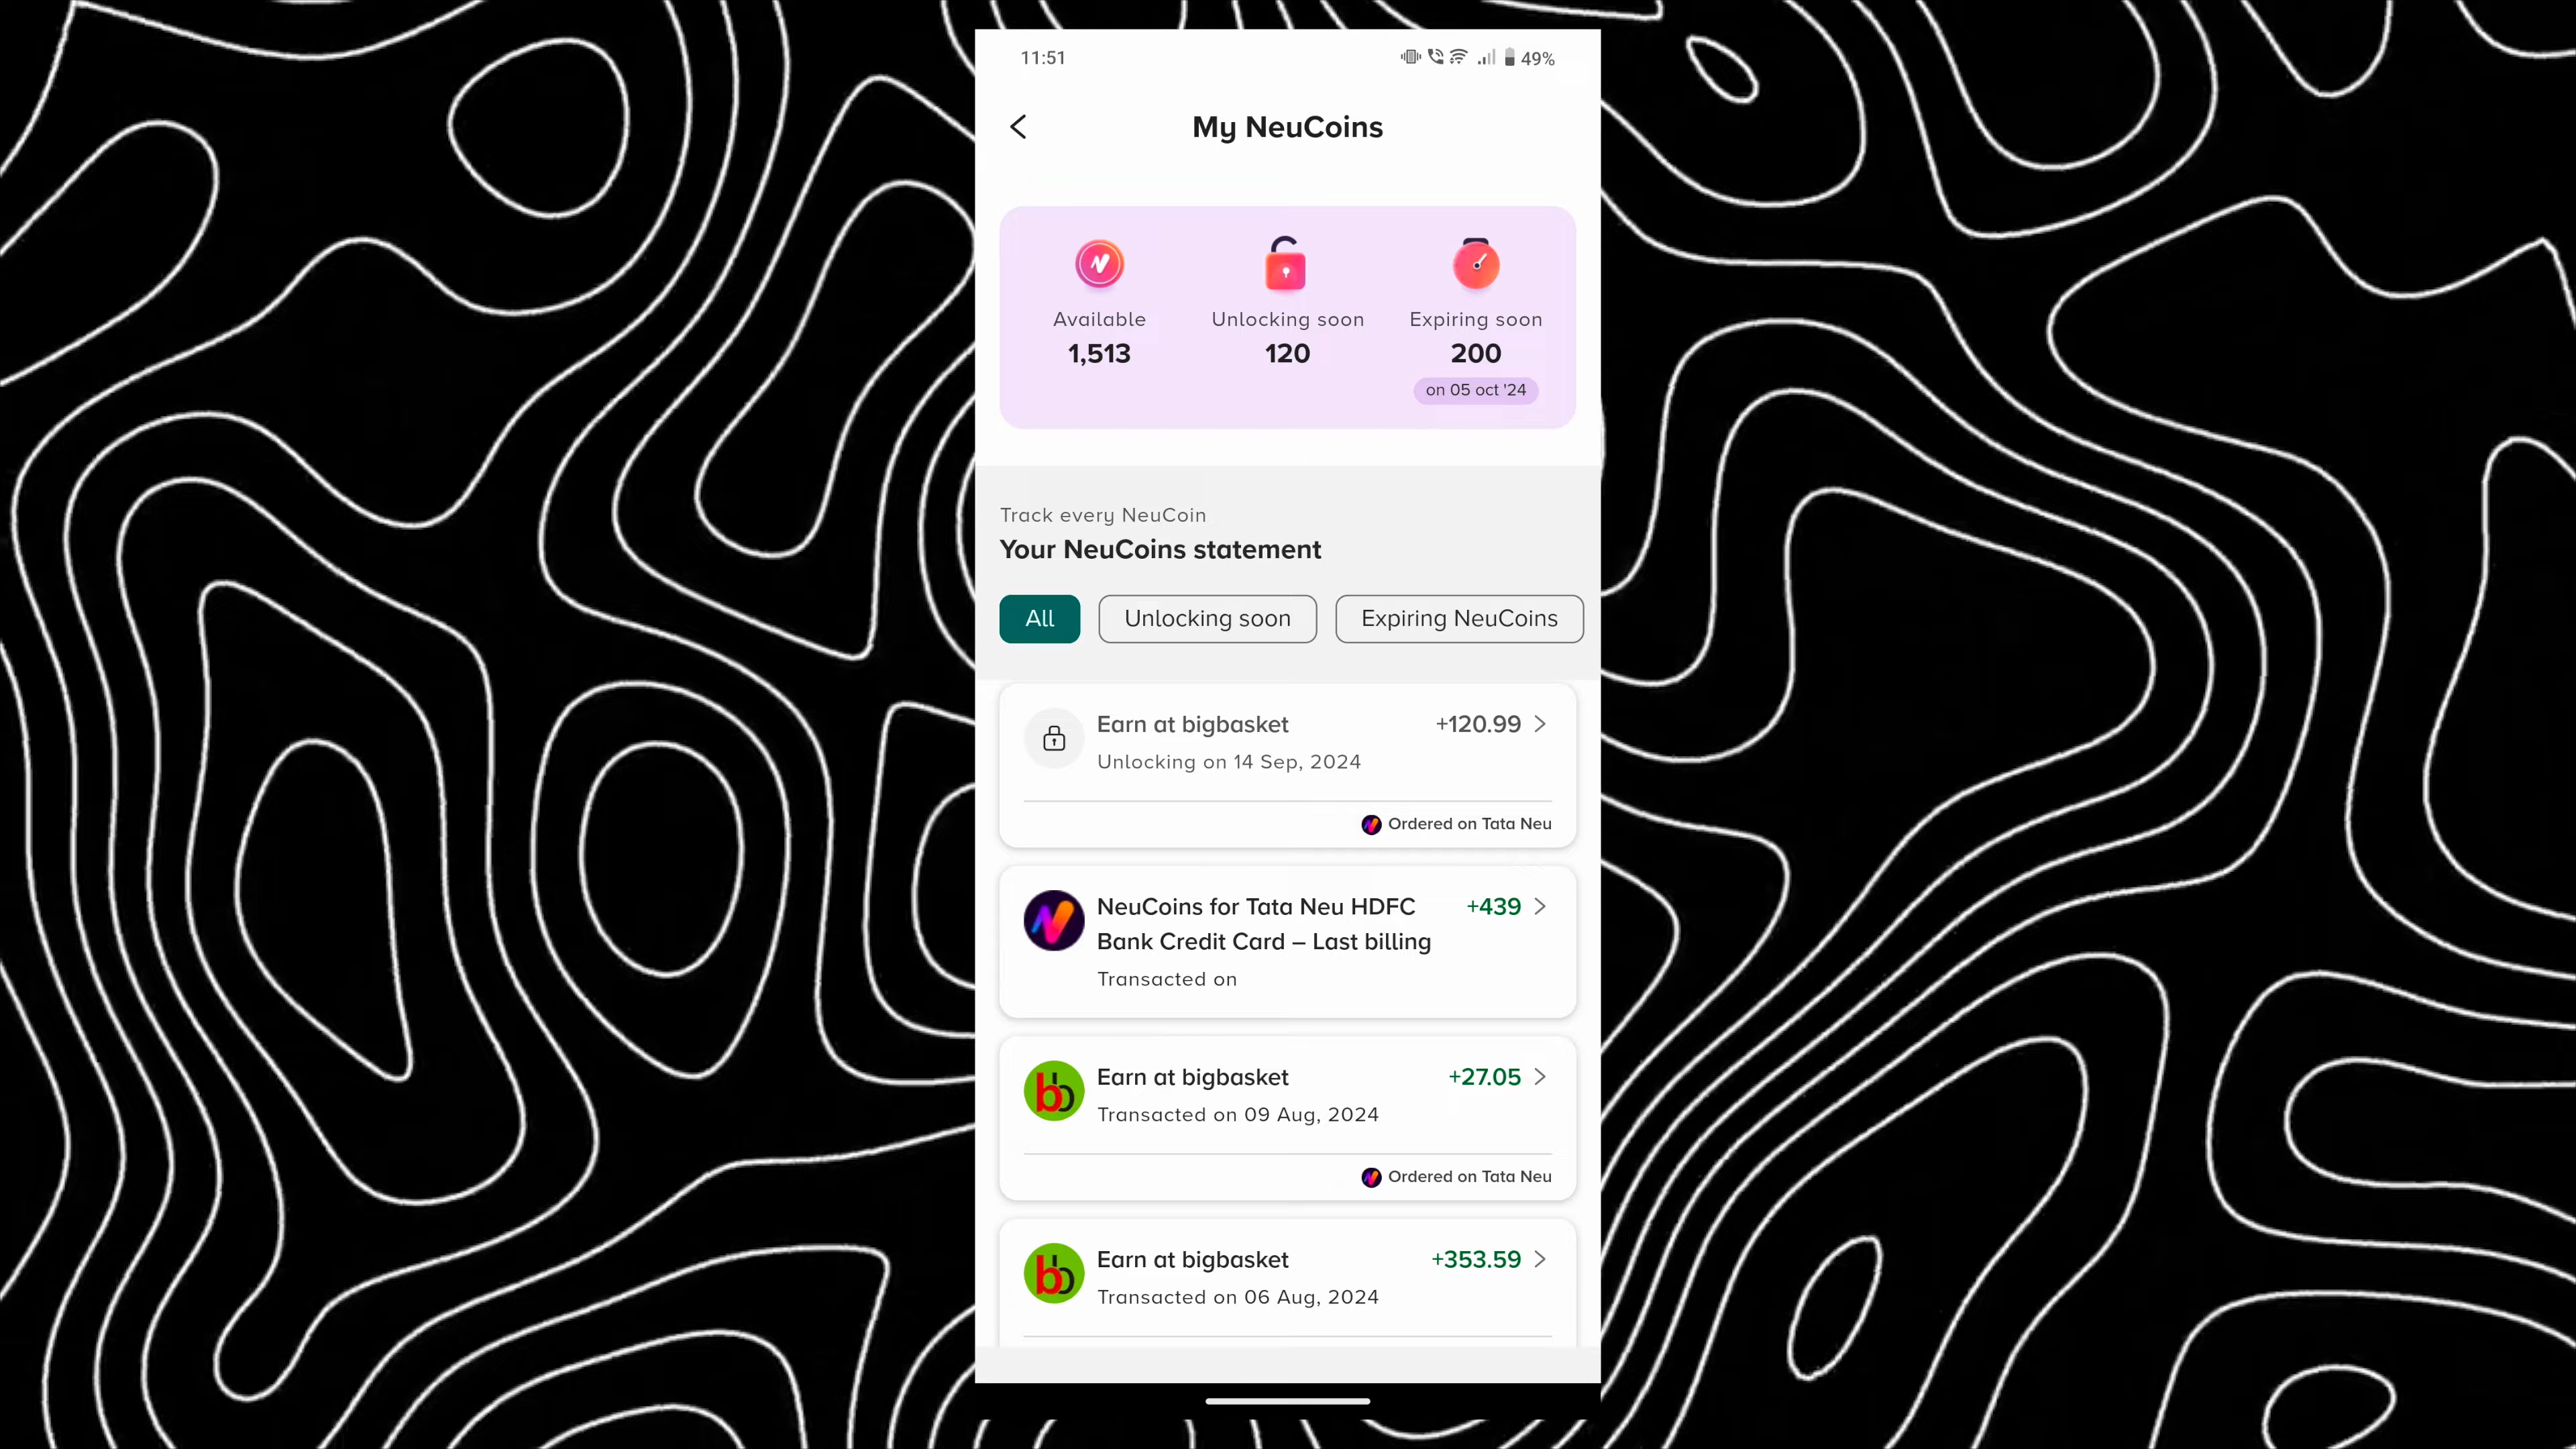 11:51
49%
My NeuCoins
Available
1,513
Unlocking soon
120
Expiring soon
200
on 05 oct '24
Track every NeuCoin
Your NeuCoins statement
All
Unlocking soon
Expiring NeuCoins
Earn at bigbasket
+120.99
Unlocking on 14 Sep, 2024
Ordered on Tata Neu
NeuCoins for Tata Neu HDFC
+439
Bank Credit Card – Last billing
Transacted on
Earn at bigbasket
+27.05
Transacted on 09 Aug, 2024
Ordered on Tata Neu
Earn at bigbasket
+353.59
Transacted on 06 Aug, 2024